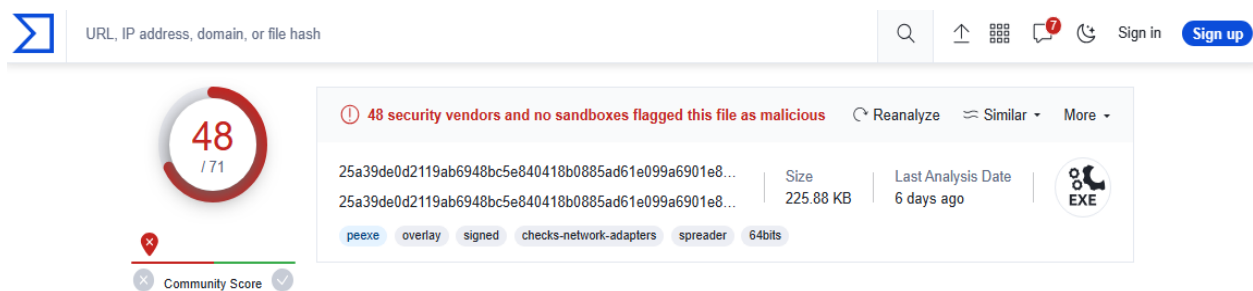 URL, IP address, domain, or file hash
7
Sign in
Sign up
48
/ 71
Community Score
48 security vendors and no sandboxes flagged this file as malicious
Reanalyze
Similar
More
25a39de0d2119ab6948bc5e840418b0885ad61e099a6901e8...
25a39de0d2119ab6948bc5e840418b0885ad61e099a6901e8...
Size
225.88 KB
Last Analysis Date
6 days ago
EXE
peexe overlay signed checks-network-adapters spreader 64bits